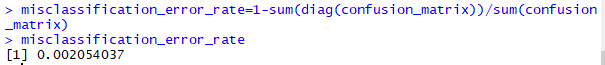 > misclassification_error_rate=1-sum(diag(confusion_matrix))/sum(confusion
_matrix)
> misclassification_error_rate
[1] 0.002054037